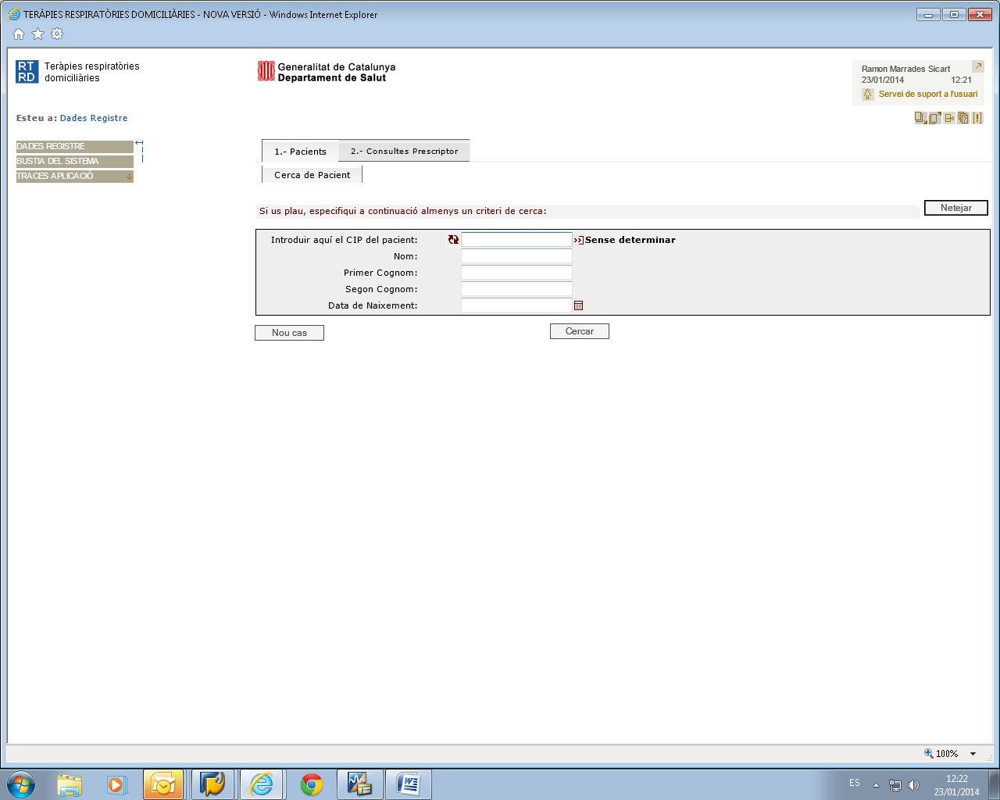 TERÀPIES RESPIRATÒRIES DOMICILIÀRIES - NOVA VERSIÓ - Windows Internet Explorer
RT
RD
Teràpies respiratòries
domiciliàries
Generalitat de Catalunya
Departament de Salut
Ramon Marrades Sicart
23/01/2014 12:21
Servei de suport a l'usuari
Esteu a: Dades Registre
DADES REGISTRE
BUSTIA DEL SISTEMA
TRACES APLICACIÓ
1.- Pacients
2.- Consultes Prescriptor
Cerca de Pacient
Si us plau, especifiqui a continuació almenys un criteri de cerca:
Netejar
Introduir aquí el CIP del pacient: Sense determinar
Nom:
Primer Cognom:
Segon Cognom:
Data de Naixement:
Nou cas
Cercar
100%
ES
12:22
23/01/2014